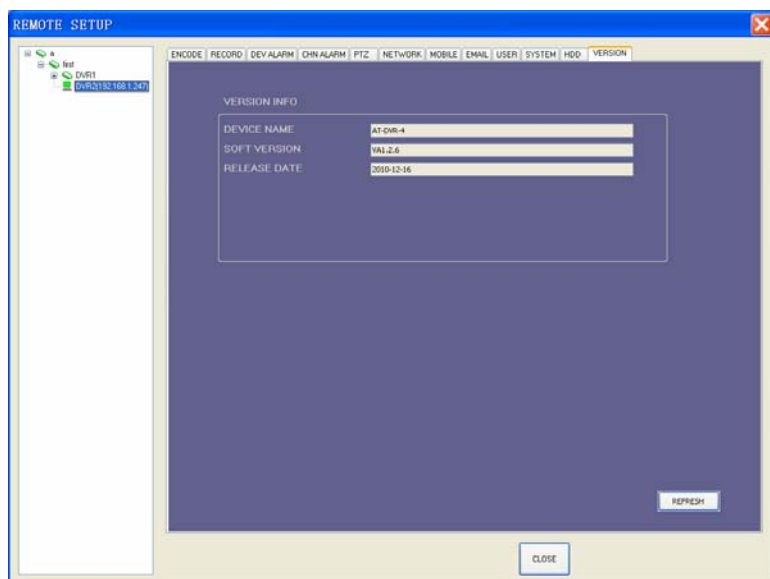 REMOTE SETUP
a
test
DVR1
DVR2(192.168.1.247)
ENCODE RECORD DEV ALARM CHN ALARM PTZ NETWORK MOBILE EMAIL USER SYSTEM HDD VERSION
VERSION INFO
DEVICE NAME AT-DVR-4
SOFT VERSION VA1.2.6
RELEASE DATE 2010-12-16
REFRESH
CLOSE